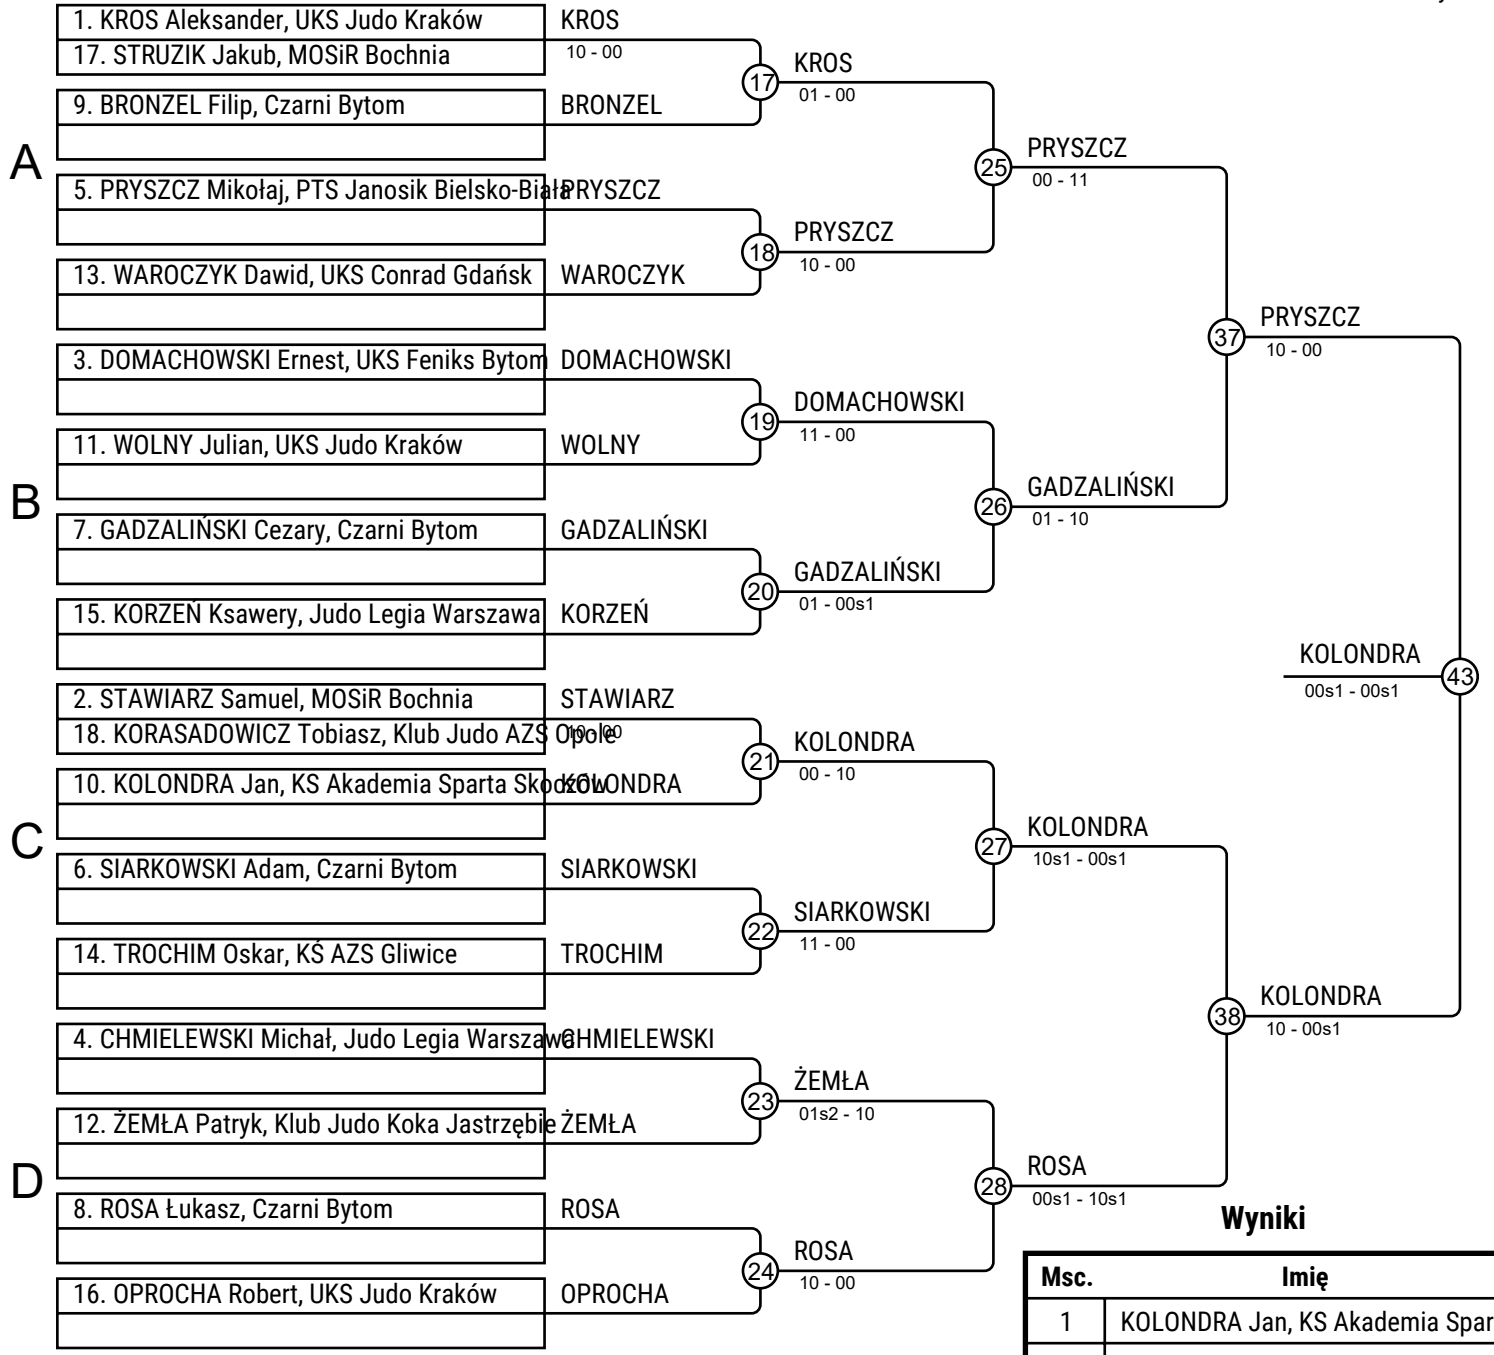 1. KROS Aleksander, UKS Judo Kraków
17. STRUZIK Jakub, MOSiR Bochnia
KROS
10 - 00
9. BRONZEL Filip, Czarni Bytom
BRONZEL
17
KROS
01 - 00
A
5. PRYSZCZ Mikołaj, PTS Janosik Bielsko-Biała
PRYSZCZ
25
PRYSZCZ
00 - 11
18
PRYSZCZ
10 - 00
13. WAROCZYK Dawid, UKS Conrad Gdańsk
WAROCZYK
37
PRYSZCZ
10 - 00
3. DOMACHOWSKI Ernest, UKS Feniks Bytom
DOMACHOWSKI
19
DOMACHOWSKI
11 - 00
11. WOLNY Julian, UKS Judo Kraków
WOLNY
B
26
GADZALIŃSKI
01 - 10
7. GADZALIŃSKI Cezary, Czarni Bytom
GADZALIŃSKI
20
GADZALIŃSKI
01 - 00s1
15. KORZEŃ Ksawery, Judo Legia Warszawa
KORZEŃ
KOLONDRA
00s1 - 00s1
43
2. STAWIARZ Samuel, MOSiR Bochnia
STAWIARZ
18. KORASADOWICZ Tobiasz, Klub Judo AZS Opole
10 - 00
21
KOLONDRA
00 - 10
10. KOLONDRA Jan, KS Akademia Sparta Skoczów
KOLONDRA
C
27
KOLONDRA
10s1 - 00s1
6. SIARKOWSKI Adam, Czarni Bytom
SIARKOWSKI
22
SIARKOWSKI
11 - 00
14. TROCHIM Oskar, KŚ AZS Gliwice
TROCHIM
38
KOLONDRA
10 - 00s1
4. CHMIELEWSKI Michał, Judo Legia Warszawa
CHMIELEWSKI
23
ŻEMŁA
01s2 - 10
12. ŻEMŁA Patryk, Klub Judo Koka Jastrzębie
ŻEMŁA
D
28
ROSA
00s1 - 10s1
8. ROSA Łukasz, Czarni Bytom
ROSA
24
ROSA
10 - 00
16. OPROCHA Robert, UKS Judo Kraków
OPROCHA
Wyniki
Msc. Imię
1 KOLONDRA Jan, KS Akademia Spar